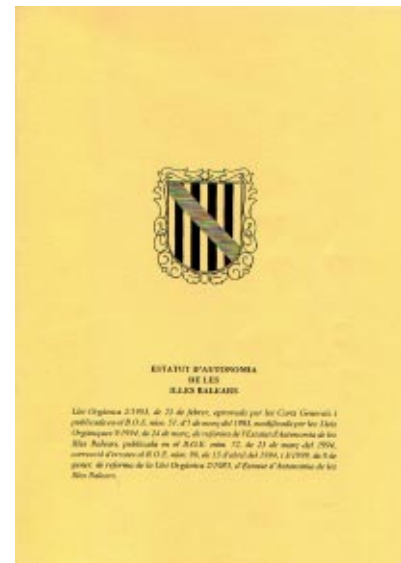 ESTATUT D'AUTONOMIA
DE LES
ILLES BALEARS
Llei Orgànica 2/1983, de 25 de febrer, aprovada per les Corts Generals i
publicada en el B.O.E. núm. 51, d'1 de març del 1983, modificada per les Lleis
Orgàniques 9/1994, de 24 de març, de reforma de l'Estatut d'Autonomia de les
Illes Balears, publicada en el B.O.E. núm. 72, de 25 de març del 1994,
correcció d'errates al B.O.E. núm. de 15 d'abril del 1994, i 3/1999, de 8 de
gener, de reforma de la Llei Orgànica 2/1983, d'Estatut d'Autonomia de les
Illes Balears.